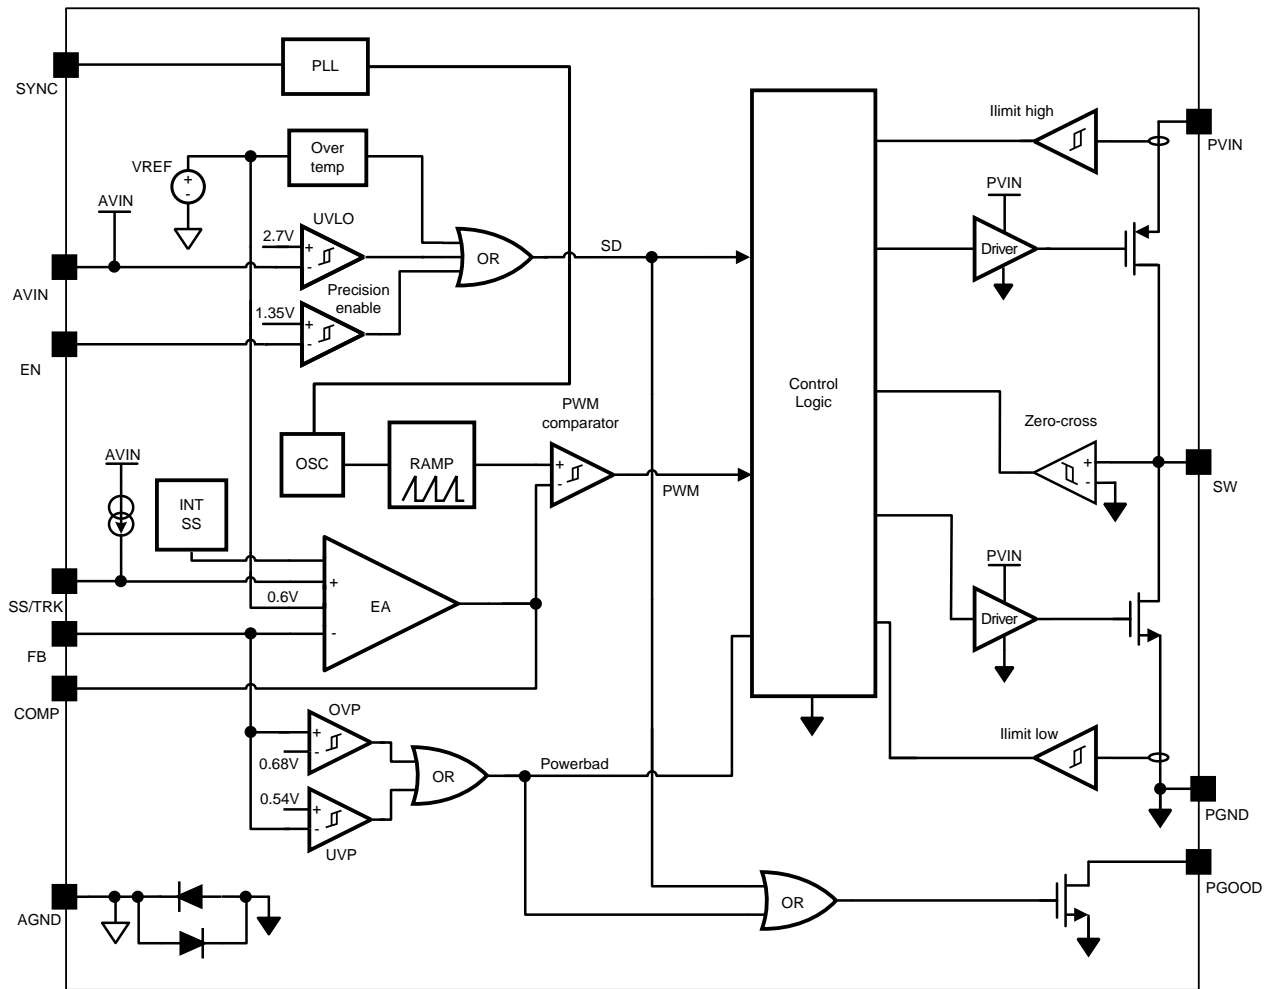 SYNC
PLL
Ilimit high
PVIN
Over
temp
VREF
+
-
AVIN
UVLO
2.7V
+
-
OR
SD
PVIN
Driver
AVIN
Precision
enable
1.35V
+
-
EN
Control
Logic
PWM
comparator
Zero-cross
AVIN
OSC
RAMP
+
-
PWM
+
-
SW
INT
SS
SS/TRK
+
0.6V
EA
-
FB
PVIN
Driver
COMP
OVP
+
-
0.68V
OR
Powerbad
Ilimit low
0.54V
+
-
UVP
PGND
PGOOD
AGND
OR